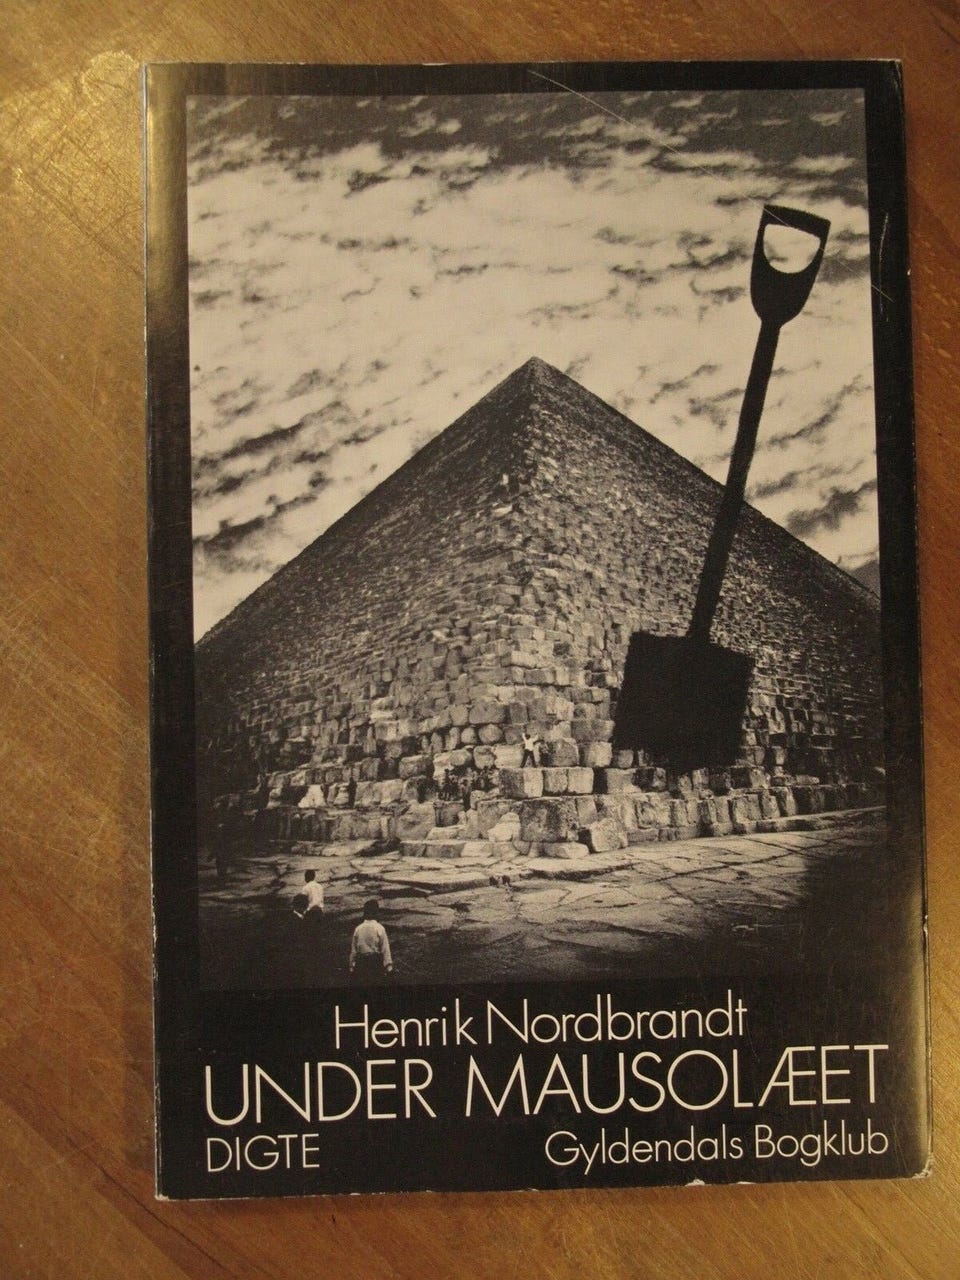 Henrik Nordbrandt
UNDER MAUSOLÆET
DIGTE
Gyldendals Bogklub